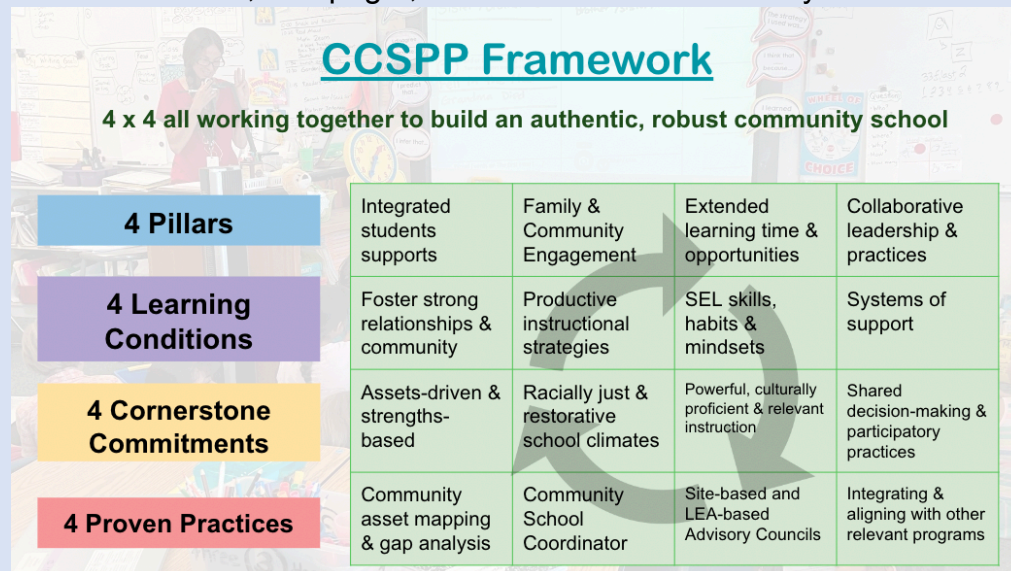 CCSPP Framework
4 x 4 all working together to build an authentic, robust community school
4 Pillars
Integrated
students
supports
Family &
Community
Engagement
Extended
learning time &
opportunities
Collaborative
leadership &
practices
4 Learning
Conditions
Foster strong
relationships &
community
Productive
instructional
strategies
SEL skills,
habits &
mindsets
Systems of
support
4 Cornerstone
Commitments
Assets-driven &
strengths-
based
Racially just &
restorative
school climates
Powerful, culturally
proficient & relevant
instruction
Shared
decision-making &
participatory
practices
4 Proven Practices
Community
asset mapping
& gap analysis
Community
School
Coordinator
Site-based and
LEA-based
Advisory Councils
Integrating &
aligning with other
relevant programs
WHEEL OF
CHOICE